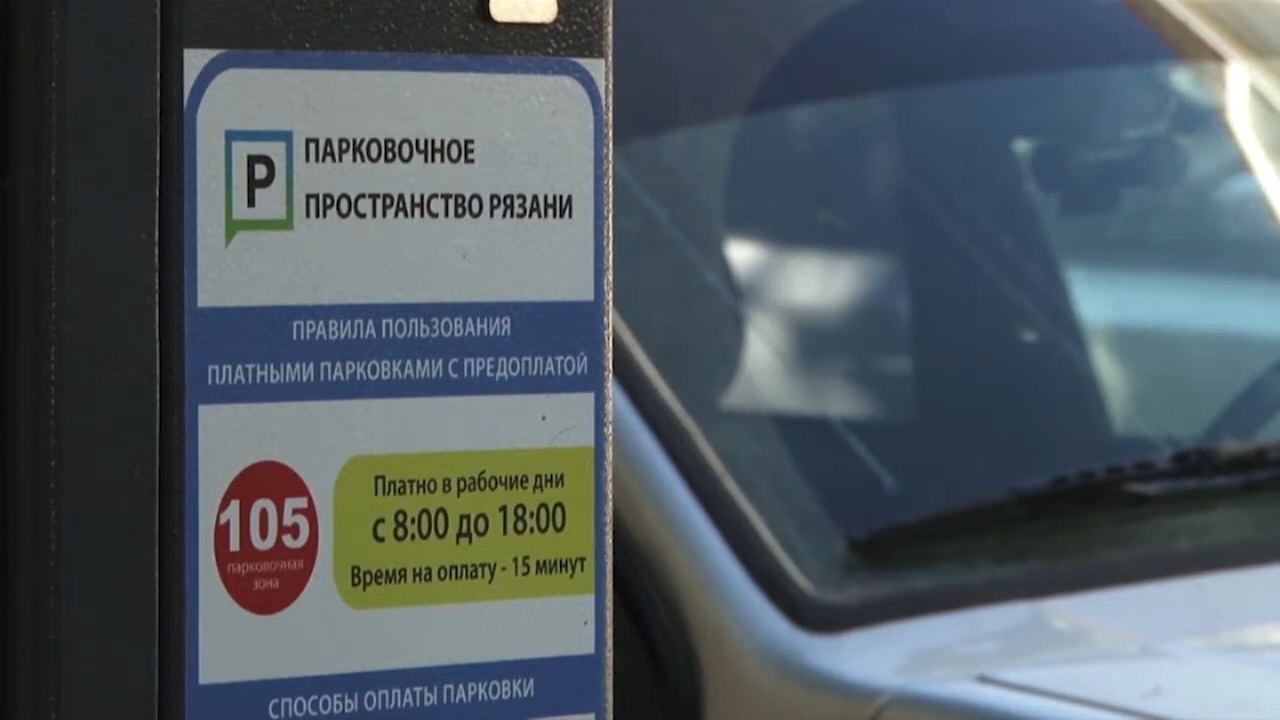 P
ПАРКОВОЧНОЕ
ПРОСТРАНСТВО РЯЗАНИ
ПРАВИЛА ПОЛЬЗОВАНИЯ
ПЛАТНЫМИ ПАРКОВКАМИ С ПРЕДОПЛАТОЙ
105
парковочная
зона
Платно в рабочие дни
с 8:00 до 18:00
Время на оплату - 15 минут
СПОСОБЫ ОПЛАТЫ ПАРКОВКИ